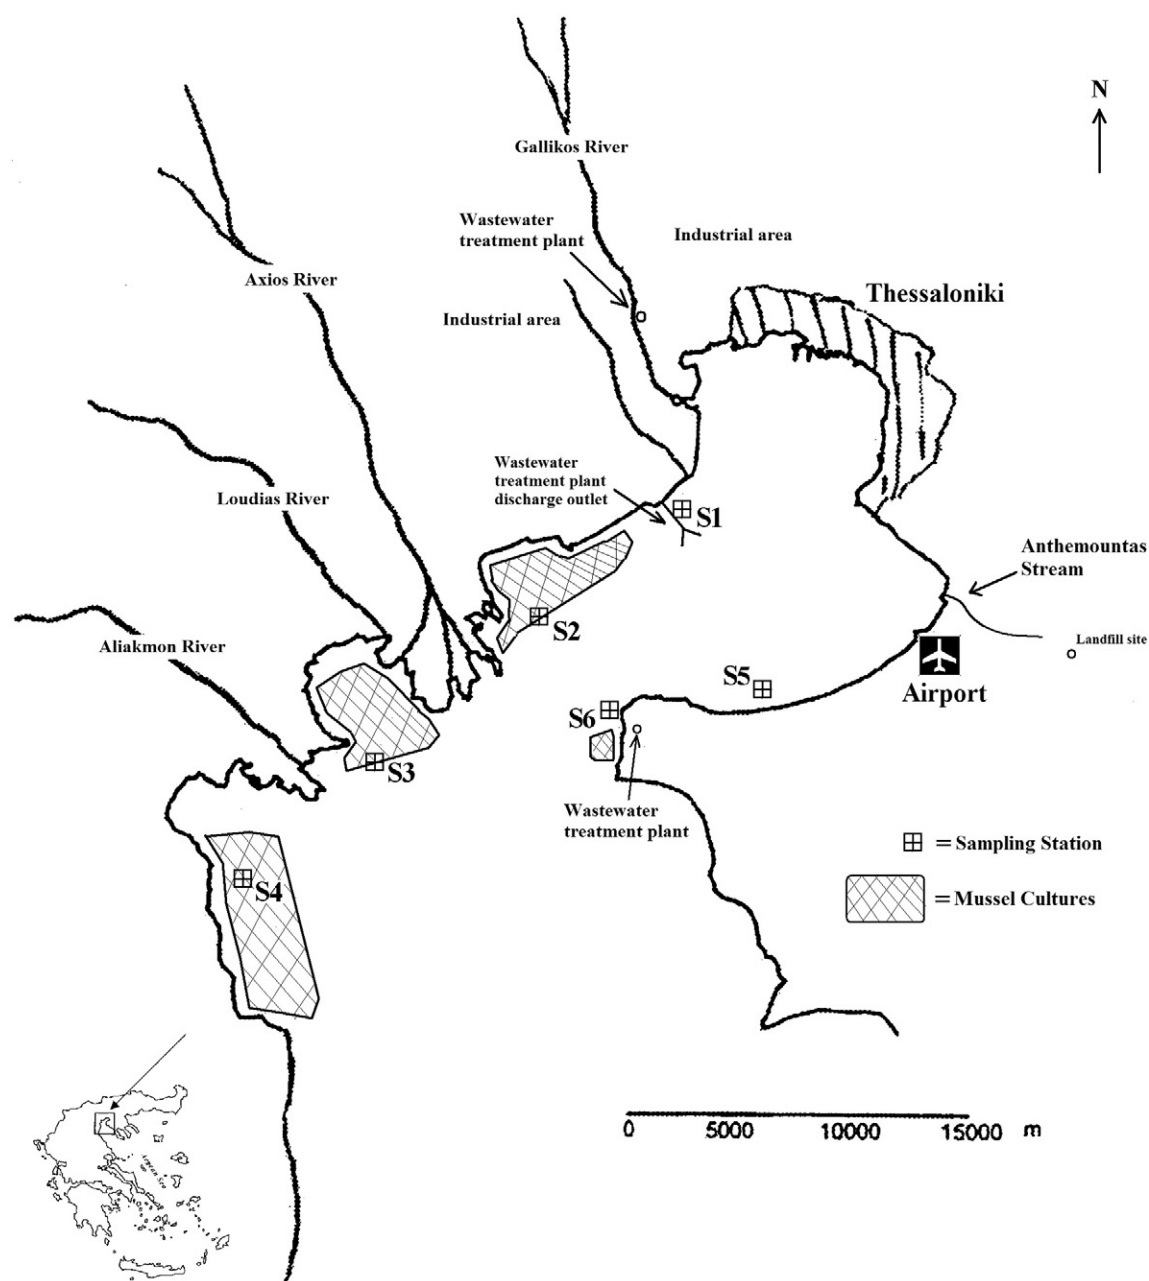 N
Gallikos River
Wastewater
treatment plant
Industrial area
Axios River
Thessaloniki
Industrial area
Wastewater
treatment plant
discharge outlet
S1
Loudias River
Anthemountas
Stream
S2
Landfill site
Aliakmon River
S5
Airport
S6
S3
Wastewater
treatment plant
= Sampling Station
S4
= Mussel Cultures
0 5000 10000 15000 m
Aegean Sea